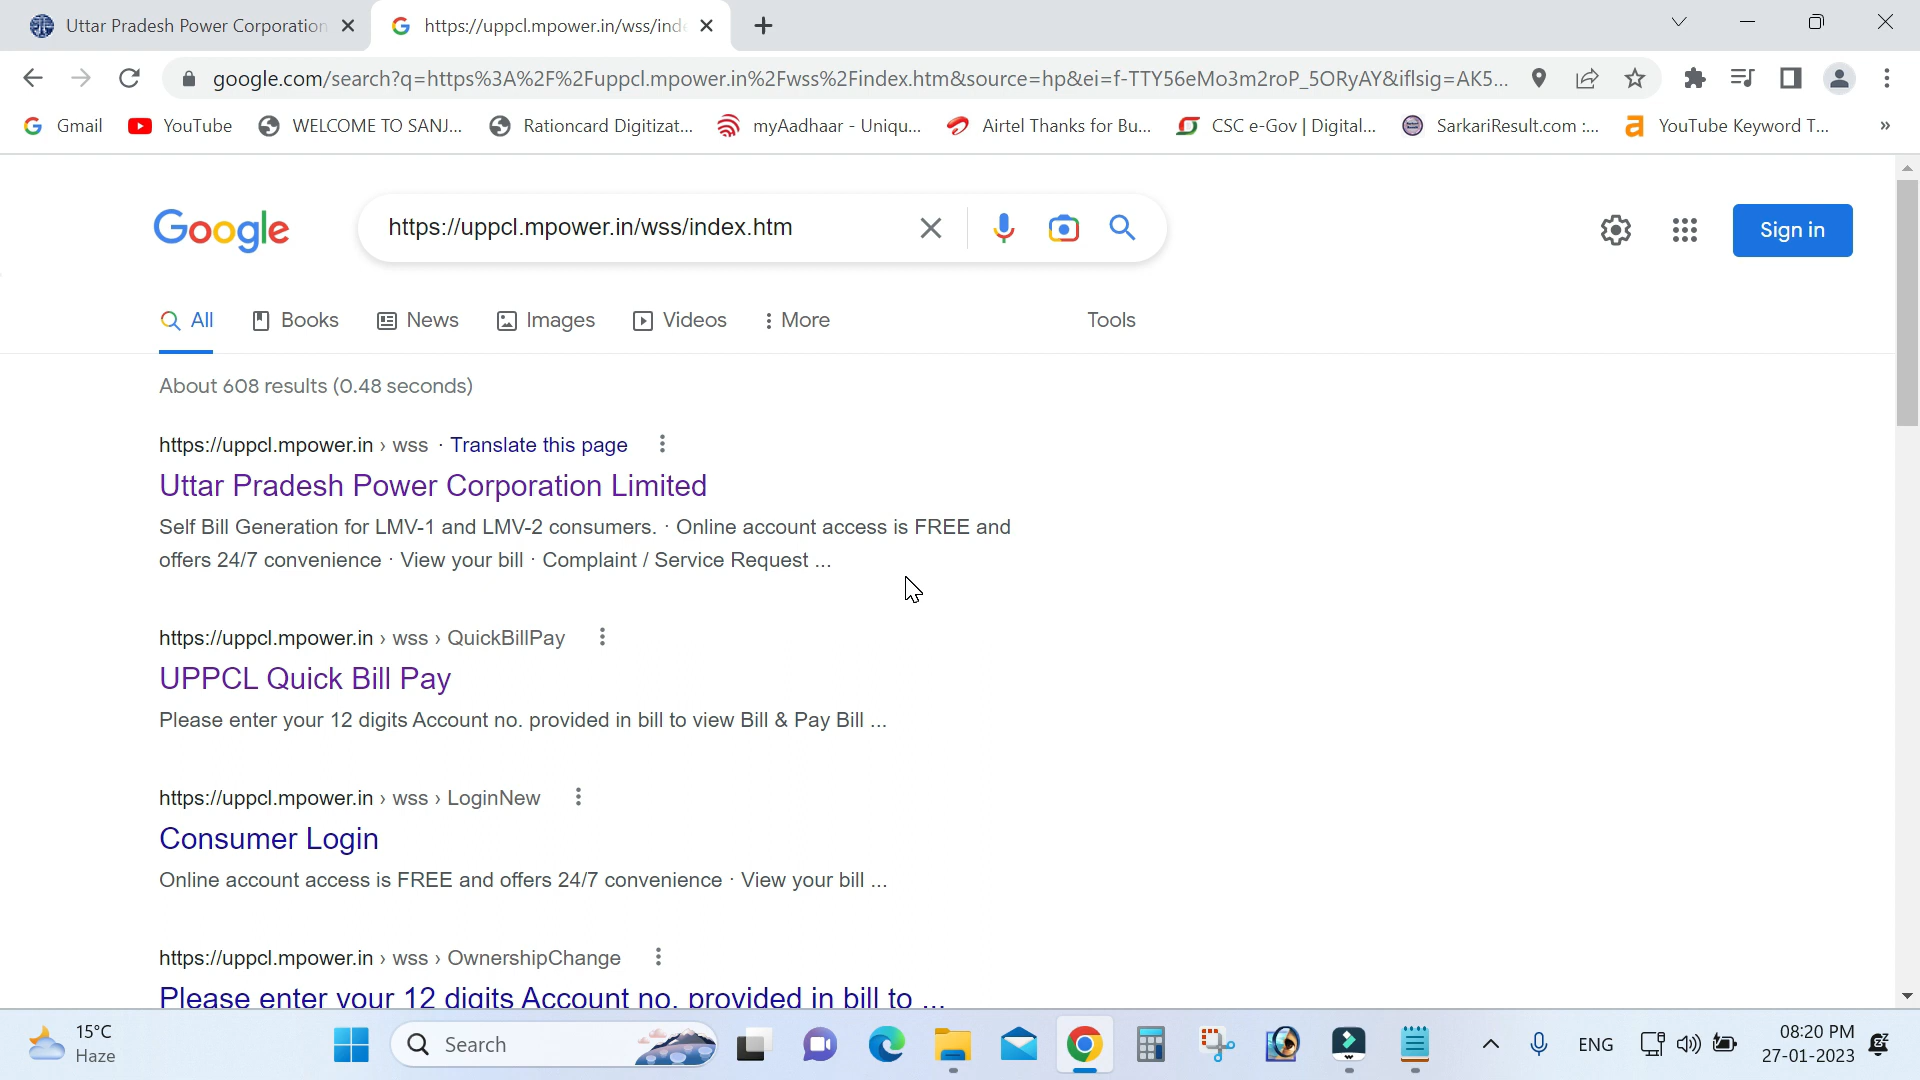 Uttar Pradesh Power Corporation
https://uppcl.mpower.in/wss/inde
google.com/search?q=https%3A%2F%2Fuppcl.mpower.in%2Fwss%2Findex.htm&source=hp&ei=f-TTY56eMo3m2roP_5ORyAY&iflsig=AK5...
Gmail YouTube WELCOME TO SANJ... Rationcard Digitizat... myAadhaar - Uniqu... Airtel Thanks for Bu... CSC e-Gov | Digital... SarkariResult.com :... YouTube Keyword T... »
Google
https://uppcl.mpower.in/wss/index.htm
Sign in
All Books News Images Videos More Tools
About 608 results (0.48 seconds)
https://uppcl.mpower.in › wss · Translate this page
Uttar Pradesh Power Corporation Limited
Self Bill Generation for LMV-1 and LMV-2 consumers. · Online account access is FREE and
offers 24/7 convenience · View your bill · Complaint / Service Request ...
https://uppcl.mpower.in › wss › QuickBillPay
UPPCL Quick Bill Pay
Please enter your 12 digits Account no. provided in bill to view Bill & Pay Bill ...
https://uppcl.mpower.in › wss › LoginNew
Consumer Login
Online account access is FREE and offers 24/7 convenience · View your bill ...
https://uppcl.mpower.in › wss › OwnershipChange
Please enter your 12 digits Account no. provided in bill to ...
15°C
Haze
Search
ENG
08:20 PM
27-01-2023